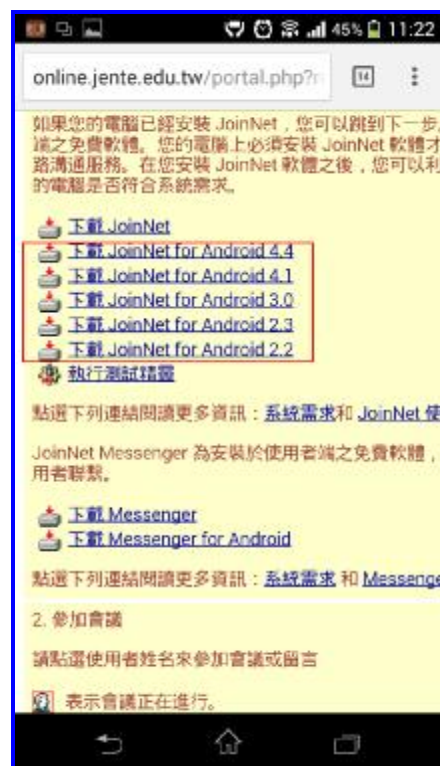 45% 11:22
online.jente.edu.tw/portal.php?
14
如果您的電腦已經安裝 JoinNet，您可以跳到下一步
端之免費軟體。您的電腦上必須安裝 JoinNet 軟體才
路溝通服務。在您安裝 JoinNet 軟體之後，您可以利
的電腦是否符合系統需求。
下載 JoinNet
下載 JoinNet for Android 4.4
下載 JoinNet for Android 4.1
下載 JoinNet for Android 3.0
下載 JoinNet for Android 2.3
下載 JoinNet for Android 2.2
執行測試精靈
點選下列連結閱讀更多資訊：系統需求和 JoinNet 使
JoinNet Messenger 為安裝於使用者端之免費軟體，
用者聯繫。
下載 Messenger
下載 Messenger for Android
點選下列連結閱讀更多資訊：系統需求 和 Messenge
2. 參加會議
請點選使用者姓名來參加會議或留言
表示會議正在進行。